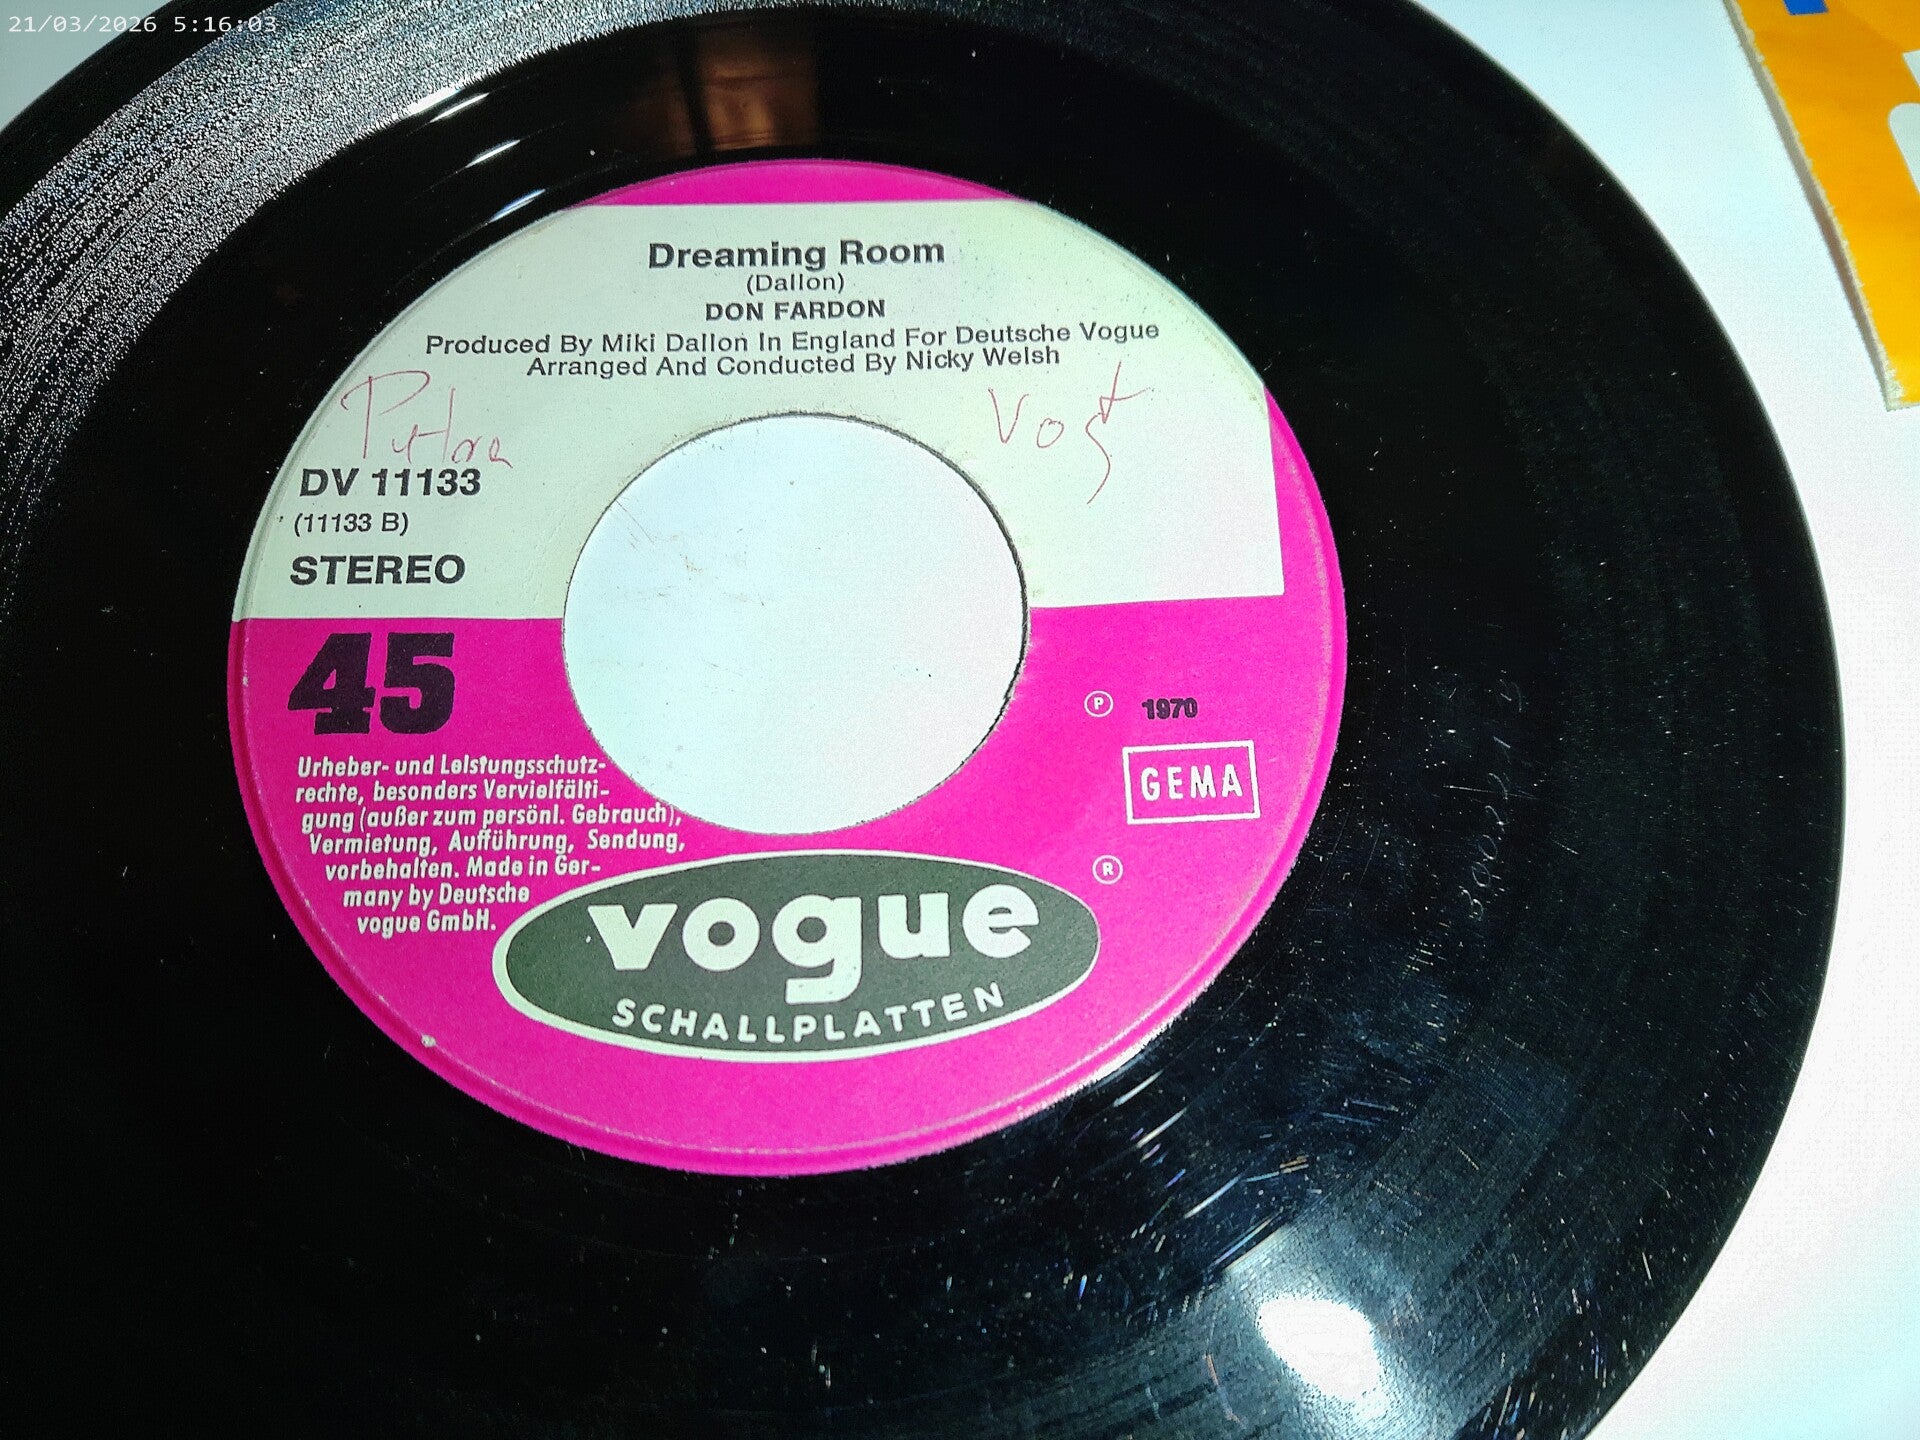 21/03/2026 5:16:03
Dreaming Room
(Dallon)
DON FARDON
Produced By Miki Dallon In England For Deutsche Vogue
Arranged And Conducted By Nicky Welsh
Vogt
DV 11133
(11133 B)
STEREO
45
℗ 1970
GEMA
Urheber- und Leistungsschutz-
rechte, besonders Vervielfälti-
gung (außer zum persönl. Gebrauch),
Vermietung, Aufführung, Sendung,
vorbehalten. Made in Ger-
many by Deutsche
vogue GmbH.
®
vogue
SCHALLPLATTEN